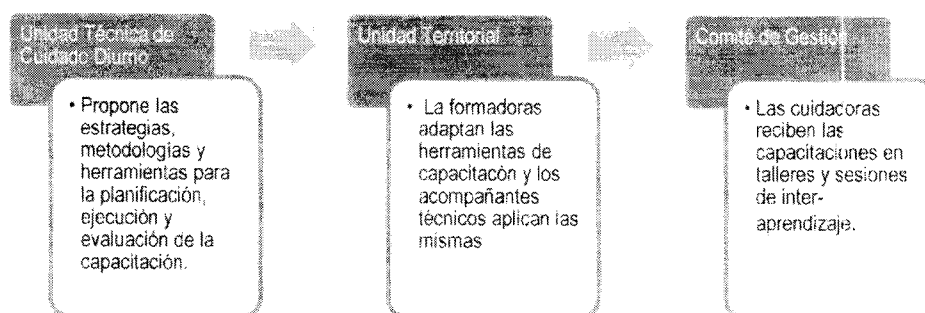 Unidad Técnica de
Cuidado Diurno
• Propone las
estrategias,
metodologías y
herramientas para
la planificación,
ejecución y
evaluación de la
capacitación.
Unidad Territorial
• La formadoras
adaptan las
herramientas de
capacitacón y los
acompañantes
técnicos aplican las
mismas
Comité de Gestión
• Las cuidacoras
reciben las
capacitaciones en
talleres y sesiones
de inter-
aprendizaje.